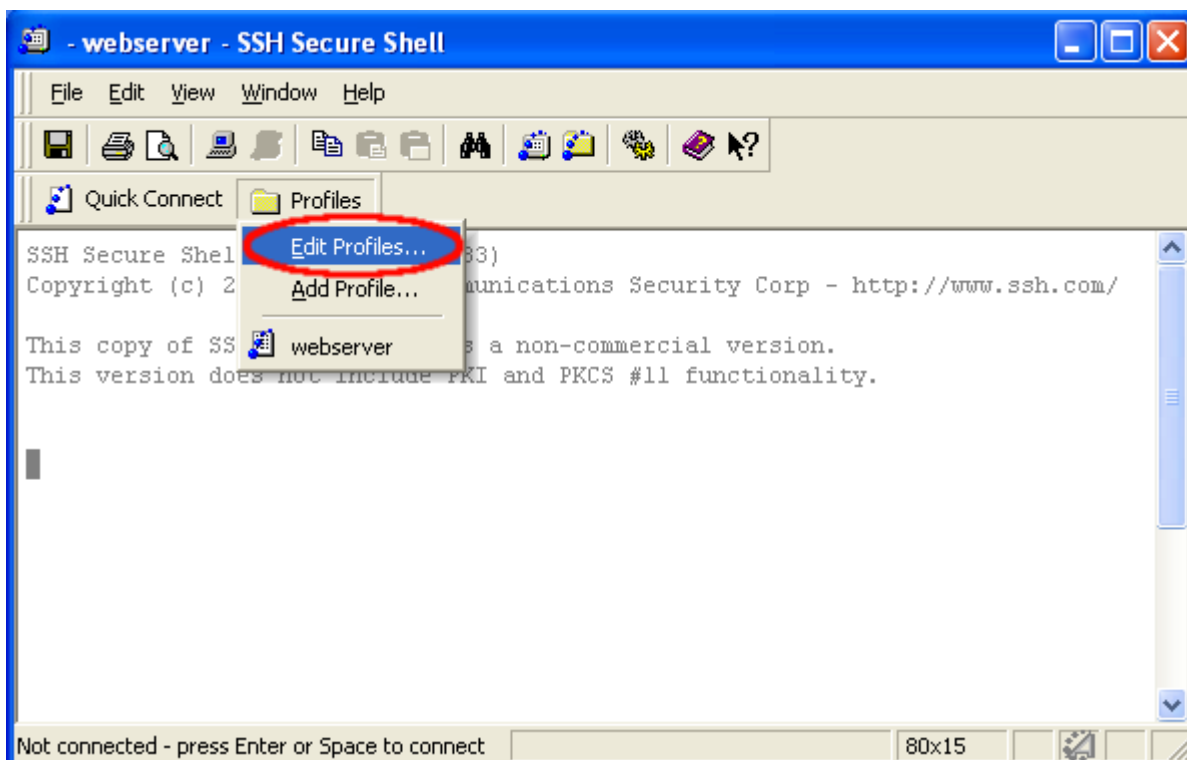 - webserver - SSH Secure Shell
File Edit View Window Help
Quick Connect Profiles
Edit Profiles...
Add Profile...
webserver
SSH Secure Shel 33)
Copyright (c) 2 munications Security Corp - http://www.ssh.com/
This copy of SS s a non-commercial version.
This version does not include PKI and PKCS #11 functionality.
Not connected - press Enter or Space to connect 80x15